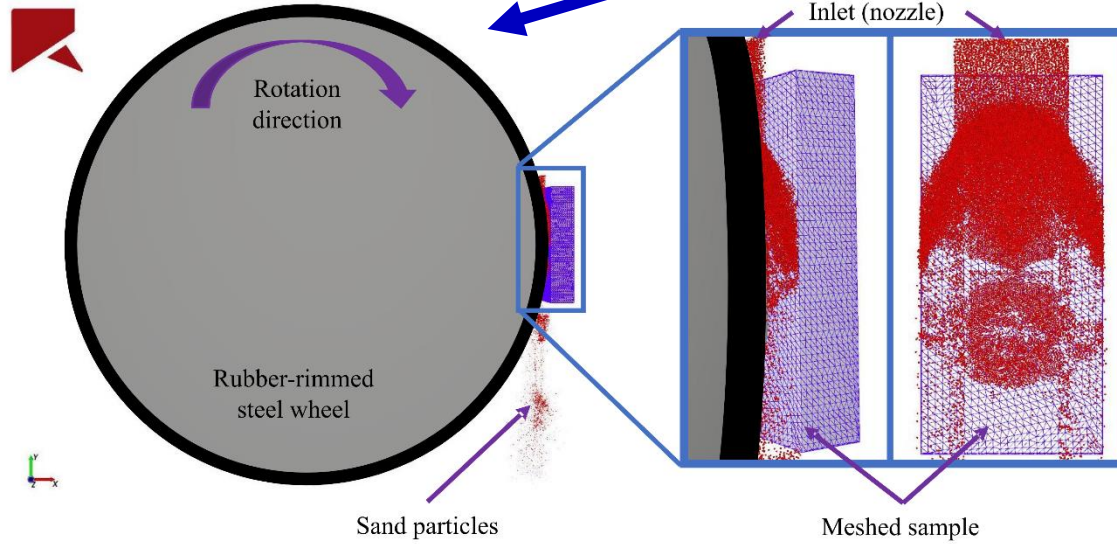 Inlet (nozzle)
Rotation
direction
Rubber-rimmed
steel wheel
Y
Z
X
Sand particles
Meshed sample